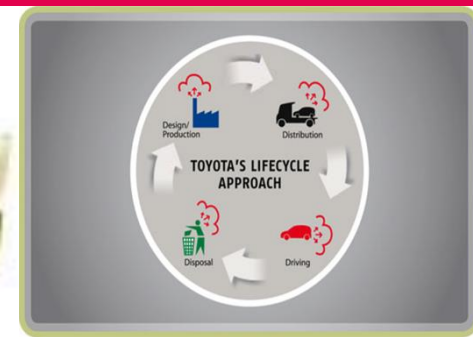 Design/
Production
Distribution
TOYOTA'S LIFECYCLE
APPROACH
Disposal
Driving